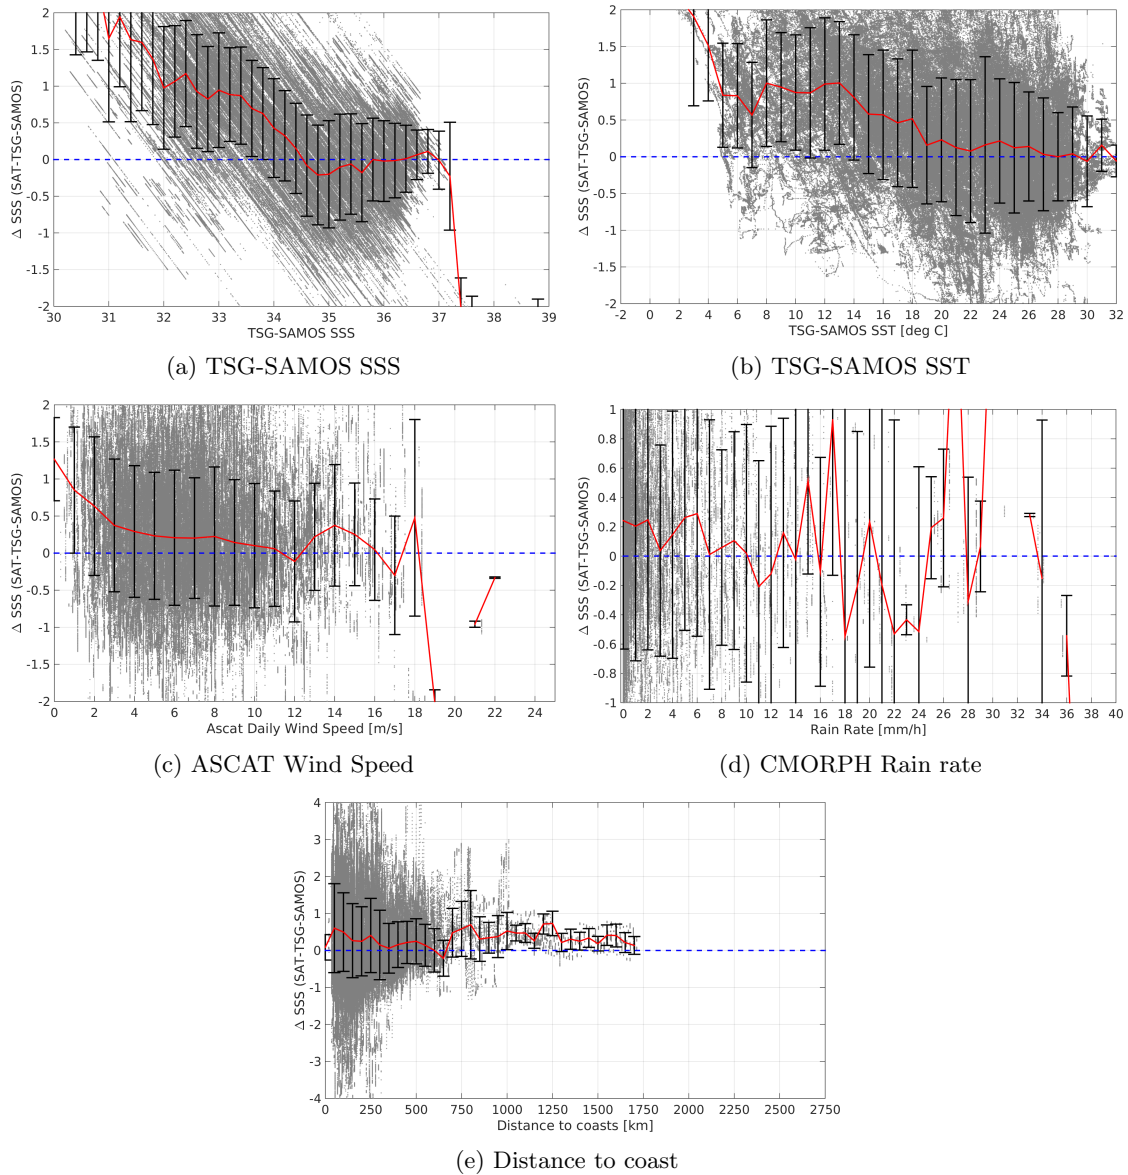 Δ SSS (SAT-TSG-SAMOS)
2
1.5
1
0.5
0
-0.5
-1
-1.5
-2
30 31 32 33 34 35 36 37 38 39
TSG-SAMOS SSS
(a) TSG-SAMOS SSS
Δ SSS (SAT-TSG-SAMOS)
2
1.5
1
0.5
0
-0.5
-1
-1.5
-2
-2 0 2 4 6 8 10 12 14 16 18 20 22 24 26 28 30 32
TSG-SAMOS SST [deg C]
(b) TSG-SAMOS SST
Δ SSS (SAT-TSG-SAMOS)
2
1.5
1
0.5
0
-0.5
-1
-1.5
-2
0 2 4 6 8 10 12 14 16 18 20 22 24
Ascat Daily Wind Speed [m/s]
(c) ASCAT Wind Speed
Δ SSS (SAT-TSG-SAMOS)
1
0.8
0.6
0.4
0.2
0
-0.2
-0.4
-0.6
-0.8
-1
0 2 4 6 8 10 12 14 16 18 20 22 24 26 28 30 32 34 36 38 40
Rain Rate [mm/h]
(d) CMORPH Rain rate
Δ SSS (SAT-TSG-SAMOS)
4
3
2
1
0
-1
-2
-3
-4
0 250 500 750 1000 1250 1500 1750 2000 2250 2500 2750
Distance to coasts [km]
(e) Distance to coast